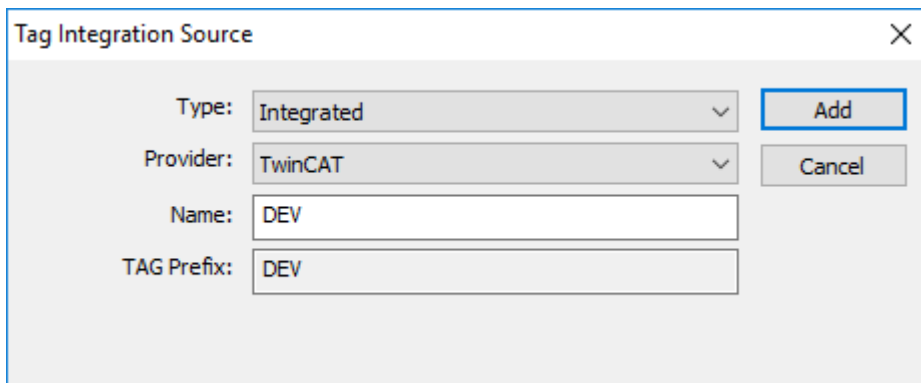 Tag Integration Source
Type: Integrated Add
Provider: TwinCAT Cancel
Name: DEV
TAG Prefix: DEV